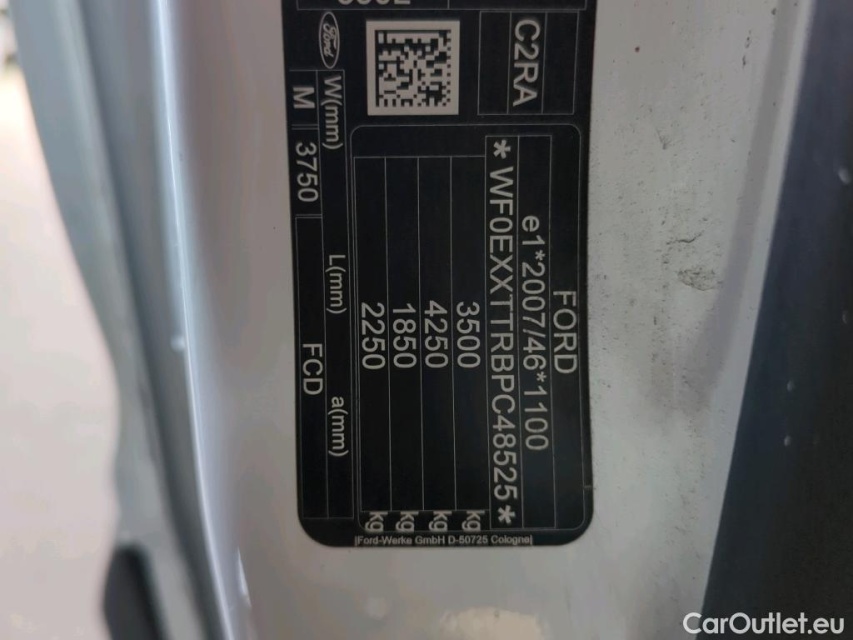 FORD
e1*2007/46*1100
*WF0EXXTTRBPC48525*
3500 kg
4250 kg
1850 kg
2250 kg
C2RA
Ford
W(mm) L(mm) a(mm)
M 3750 FCD
Ford-Werke GmbH D-50725 Cologne
CarOutlet.eu